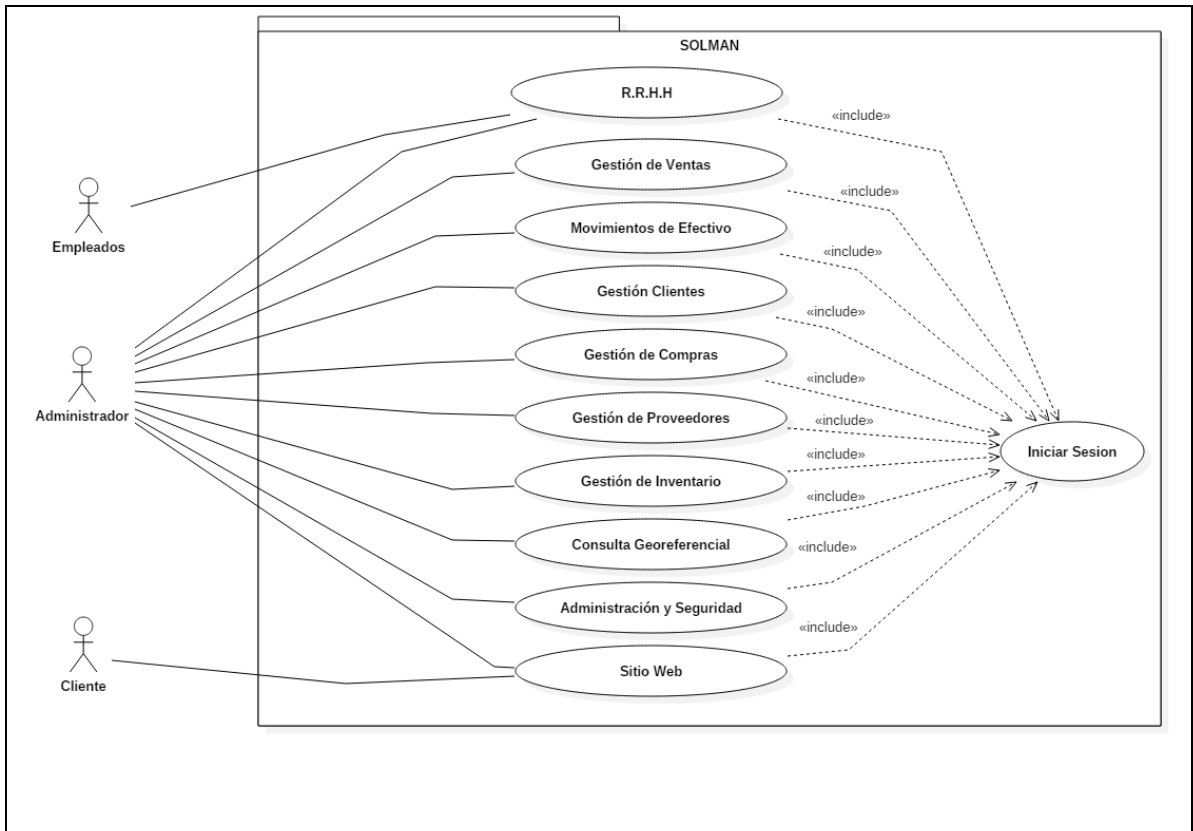 SOLMAN
R.R.H.H
«include»
Gestión de Ventas
«include»
Empleados
Movimientos de Efectivo
«include»
Gestión Clientes
«include»
Gestión de Compras
«include»
Administrador
Gestión de Proveedores
«include»
Iniciar Sesion
«include»
Gestión de Inventario
«include»
Consulta Georeferencial
«include»
Administración y Seguridad
«include»
Sitio Web
Cliente